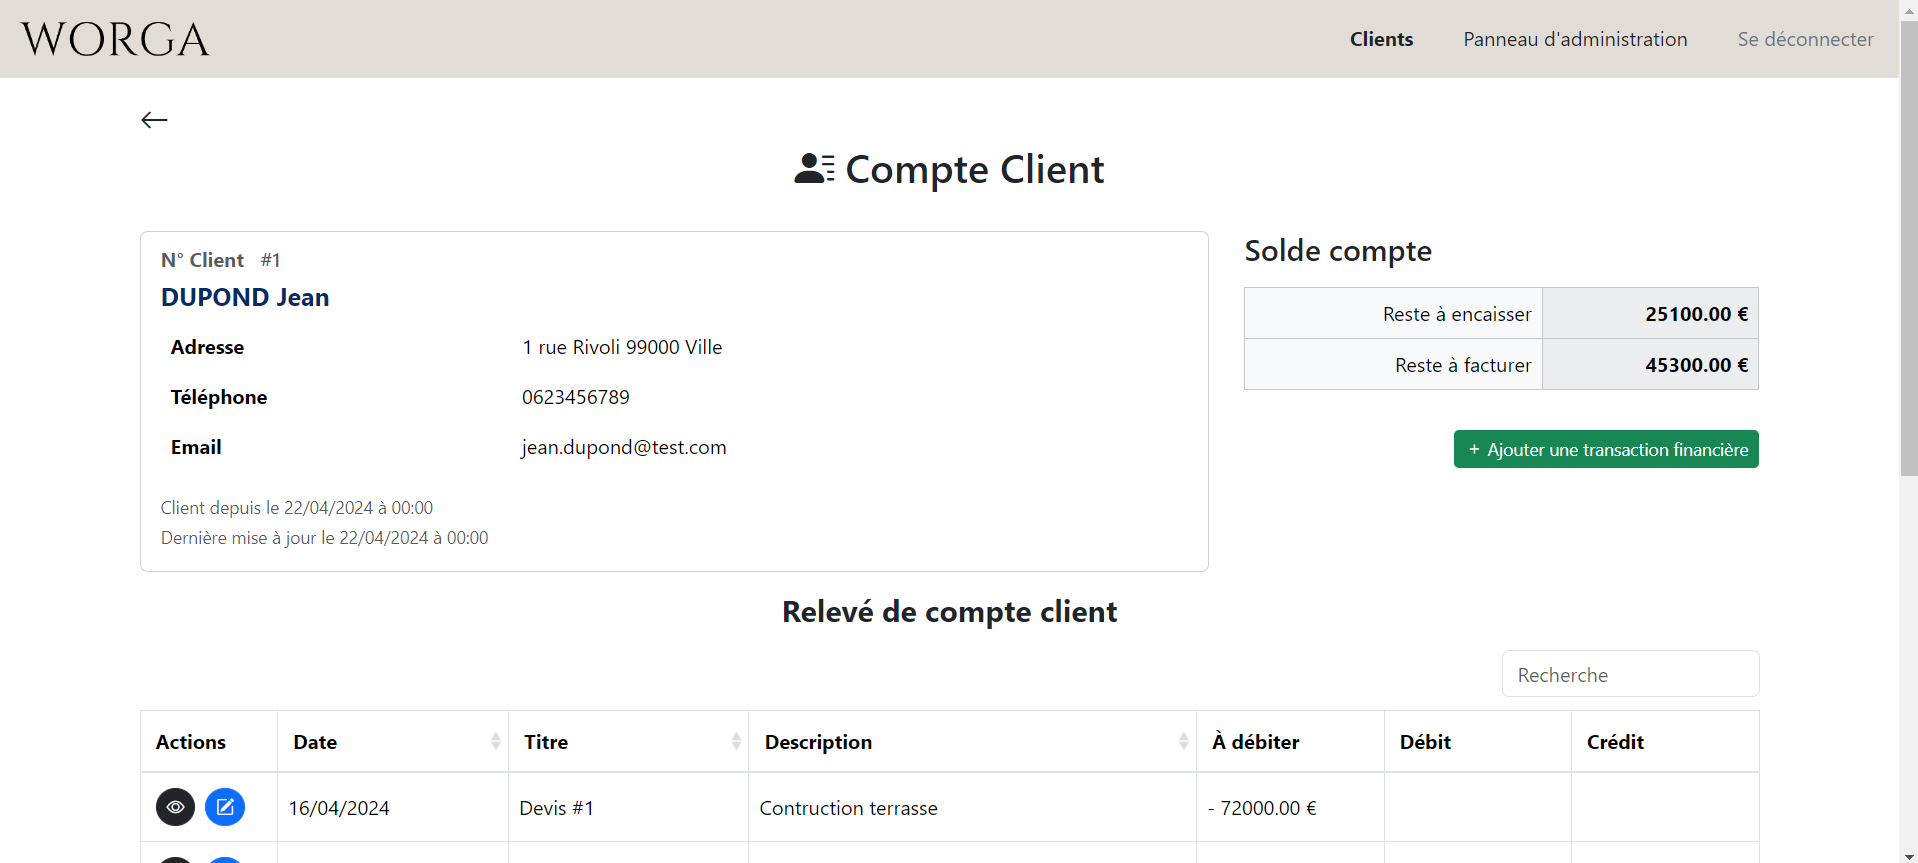 WORGA
Clients Panneau d'administration Se déconnecter
Compte Client
N° Client #1
DUPOND Jean
Adresse 1 rue Rivoli 99000 Ville
Téléphone 0623456789
Email jean.dupond@test.com
Client depuis le 22/04/2024 à 00:00
Dernière mise à jour le 22/04/2024 à 00:00
Solde compte
Reste à encaisser 25100.00 €
Reste à facturer 45300.00 €
+ Ajouter une transaction financière
Relevé de compte client
Recherche
Actions Date Titre Description À débiter Débit Crédit
16/04/2024 Devis #1 Contruction terrasse - 72000.00 €